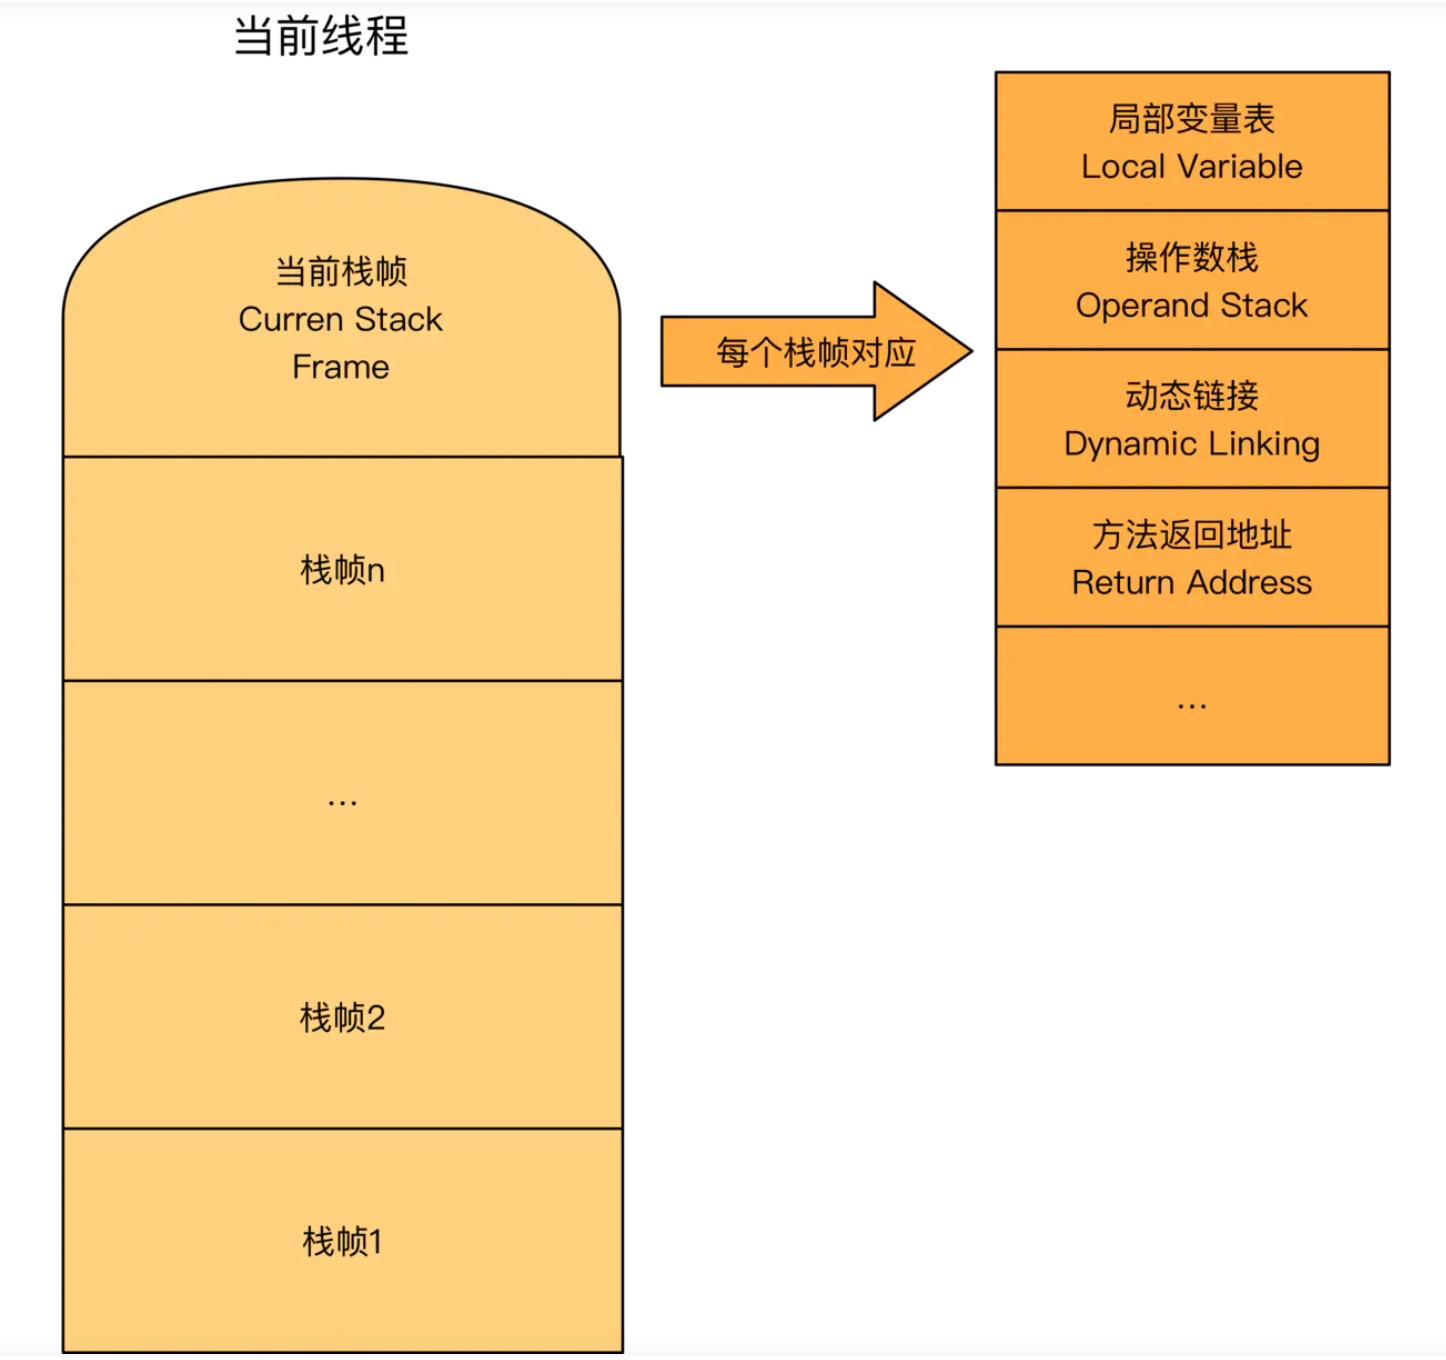 当前线程
当前栈帧
Curren Stack
Frame
栈帧n
...
栈帧2
栈帧1
每个栈帧对应
局部变量表
Local Variable
操作数栈
Operand Stack
动态链接
Dynamic Linking
方法返回地址
Return Address
...